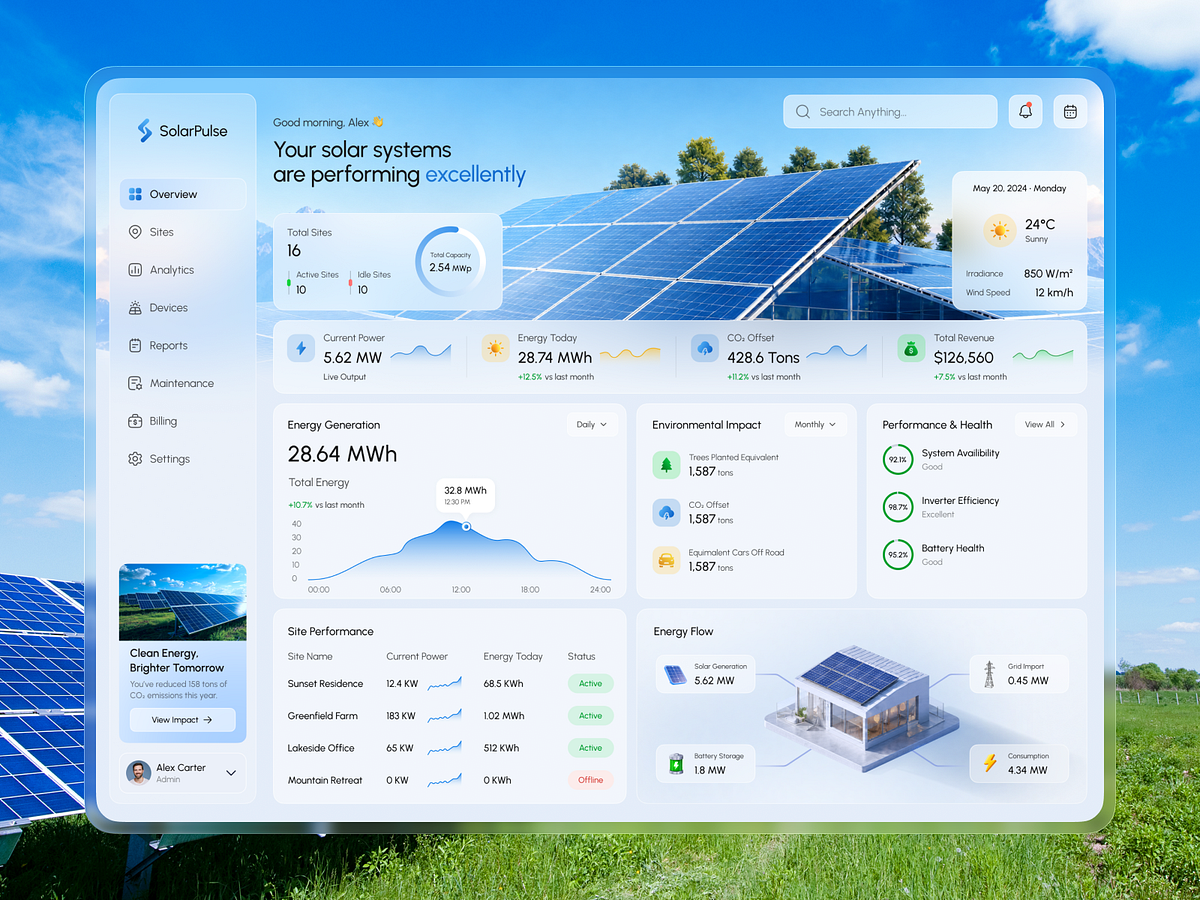 SolarPulse
Overview
Sites
Analytics
Devices
Reports
Maintenance
Billing
Settings
Clean Energy,
Brighter Tomorrow
You've reduced 158 tons of
CO₂ emissions this year.
View Impact →
Alex Carter
Admin
Good morning, Alex 👋
Your solar systems
are performing excellently
Search Anything...
Total Sites
16
Active Sites
10
Idle Sites
10
Total Capacity
2.54 MWp
May 20, 2024 · Monday
24°C
Sunny
Irradiance 850 W/m²
Wind Speed 12 km/h
Current Power
5.62 MW
Live Output
Energy Today
28.74 MWh
+12.5% vs last month
CO₂ Offset
428.6 Tons
+11.2% vs last month
Total Revenue
$126,560
+7.5% vs last month
Energy Generation
Daily
28.64 MWh
Total Energy
+10.7% vs last month
32.8 MWh
12:30 PM
40
30
20
10
0
00:00 06:00 12:00 18:00 24:00
Environmental Impact
Monthly
Trees Planted Equivalent
1,587 tons
CO₂ Offset
1,587 tons
Equimalent Cars Off Road
1,587 tons
Performance & Health
View All
92.1%
System Availibility
Good
98.7%
Inverter Efficiency
Excellent
95.2%
Battery Health
Good
Site Performance
Site Name Current Power Energy Today Status
Sunset Residence 12.4 KW 68.5 KWh Active
Greenfield Farm 183 KW 1.02 MWh Active
Lakeside Office 65 KW 512 KWh Active
Mountain Retreat 0 KW 0 KWh Offline
Energy Flow
Solar Generation
5.62 MW
Grid Import
0.45 MW
Battery Storage
1.8 MW
Consumption
4.34 MW